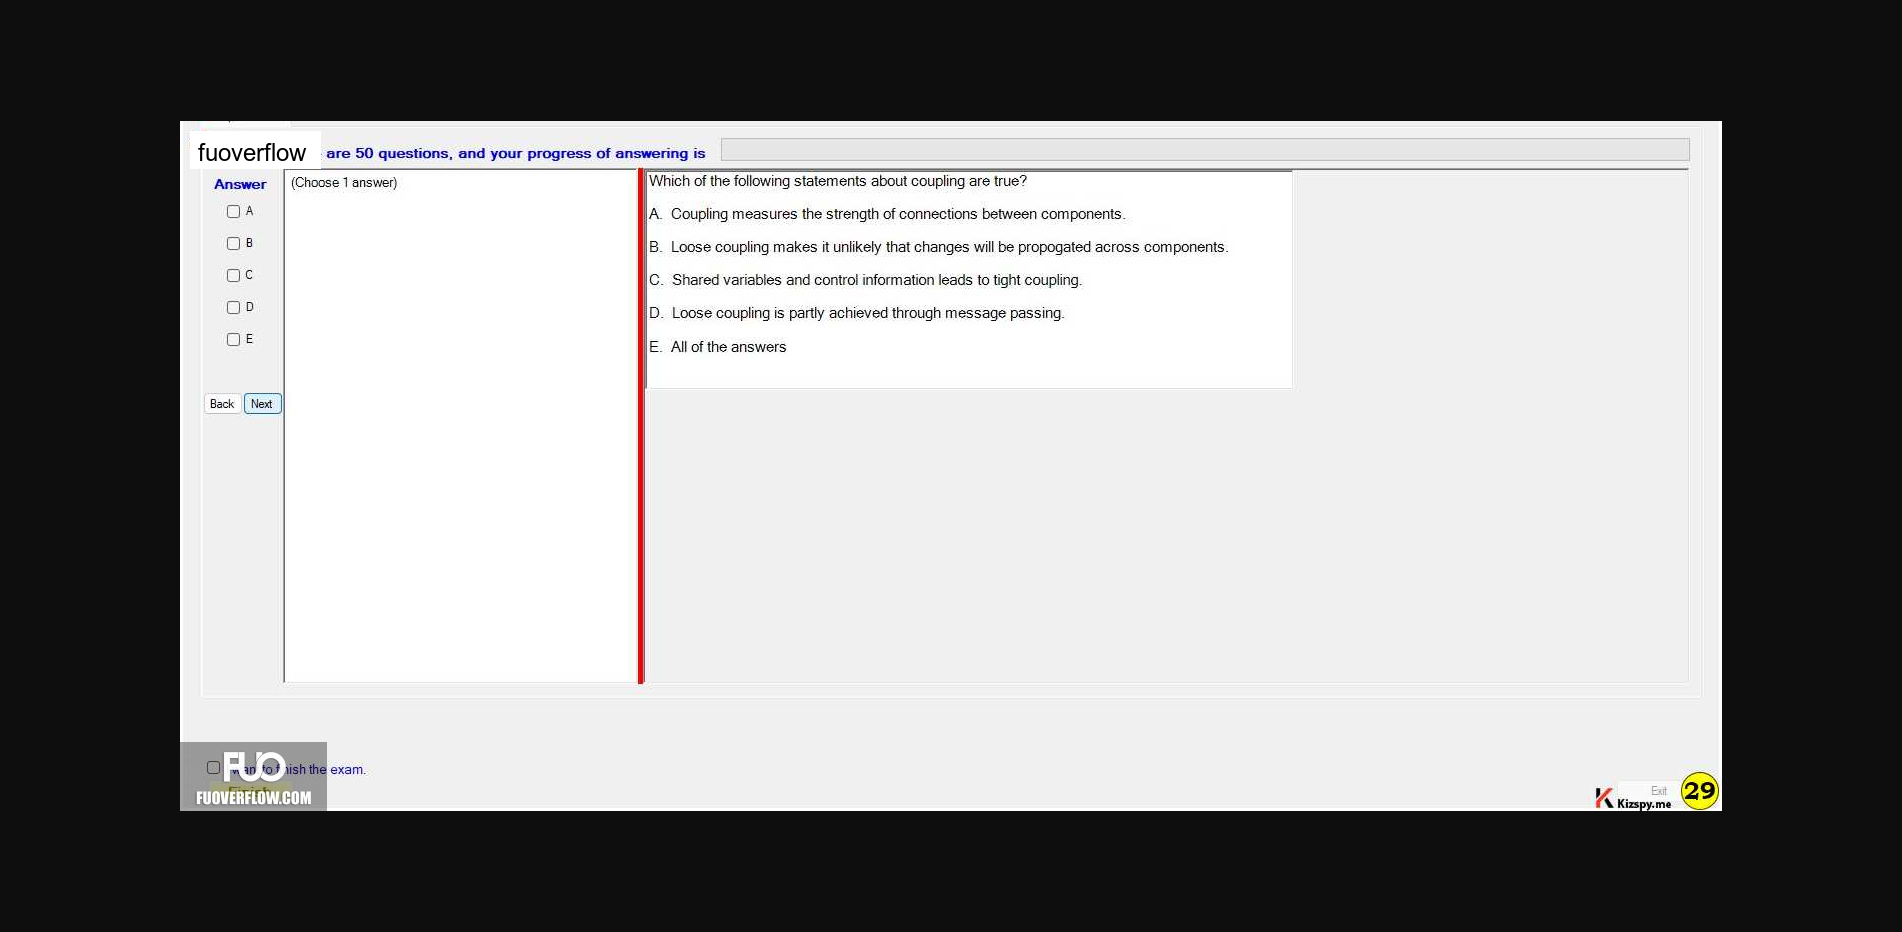 fuoverflow are 50 questions, and your progress of answering is
Answer
(Choose 1 answer)
A
B
C
D
E
Back Next
Which of the following statements about coupling are true?
A. Coupling measures the strength of connections between components.
B. Loose coupling makes it unlikely that changes will be propogated across components.
C. Shared variables and control information leads to tight coupling.
D. Loose coupling is partly achieved through message passing.
E. All of the answers
FUO
want to finish the exam.
Finish
FUOVERFLOW.COM
Exit
Kizspy.me
29